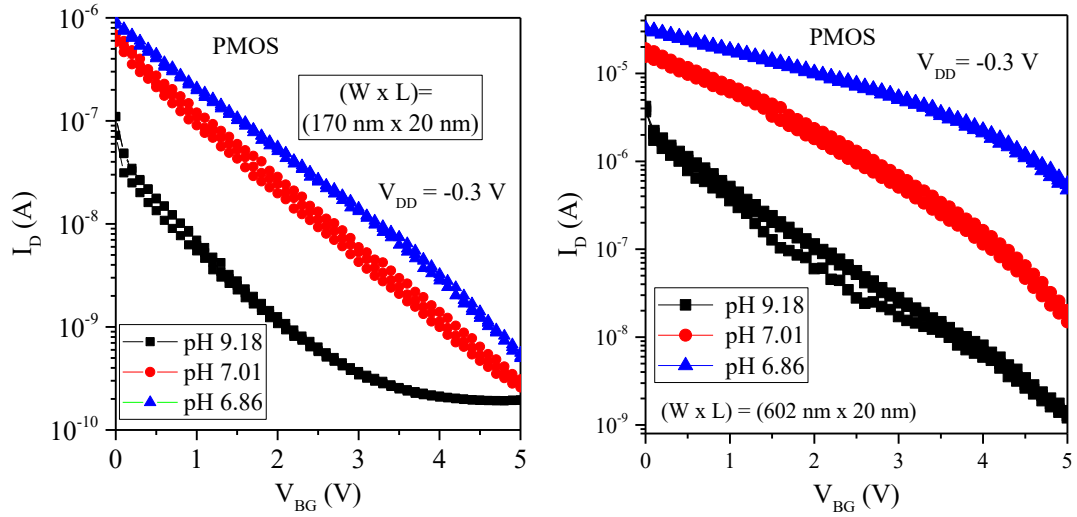 10⁻⁶
10⁻⁷
10⁻⁸
10⁻⁹
10⁻¹⁰
I_D (A)
PMOS
(W x L)=
(170 nm x 20 nm)
V_DD = -0.3 V
pH 9.18
pH 7.01
pH 6.86
0 1 2 3 4 5
V_BG (V)
10⁻⁵
10⁻⁶
10⁻⁷
10⁻⁸
10⁻⁹
I_D (A)
PMOS
V_DD= -0.3 V
pH 9.18
pH 7.01
pH 6.86
(W x L) = (602 nm x 20 nm)
0 1 2 3 4 5
V_BG (V)